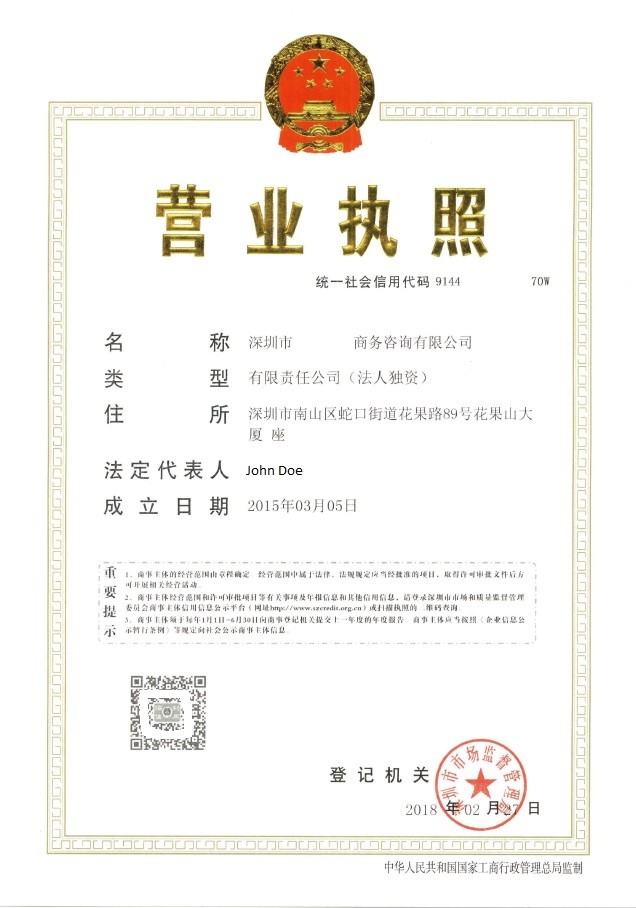 营业执照
统一社会信用代码 9144 70W
名 称 深圳市 商务咨询有限公司
类 型 有限责任公司（法人独资）
住 所 深圳市南山区蛇口街道花果路89号花果山大
厦 座
法定代表人 John Doe
成立日期 2015年03月05日
重要提示
1．商事主体的经营范围由章程确定．经营范围中属于法律、法规规定应当经批准的项目，取得许可审批文件后方
可开展相关经营活动．
2．商事主体经营范围和许可审批项目等有关事项及年报信息和其他信用信息，请登录深圳市市场和质量监督管理
委员会商事主体信用信息公示平台（网址http://www.szcredit.org.cn）或扫描执照的二维码查询．
3．商事主体须于每年1月1日-6月30日向商事登记机关提交上一年度的年度报告．商事主体应当按照《企业信息公
示暂行条例》等规定向社会公示商事主体信息．
登记机关
深圳市市场监督管理局
2018 年 02 月 27 日
中华人民共和国国家工商行政管理总局监制